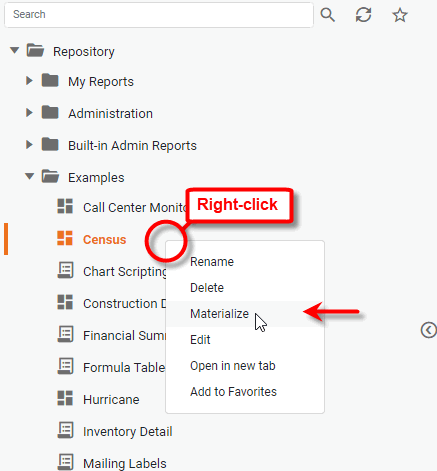 Search
Repository
My Reports
Administration
Built-in Admin Reports
Examples
Call Center Monito
Right-click
Census
Rename
Chart Scripting
Delete
Construction D
Materialize
Financial Sum
Edit
Formula Table
Open in new tab
Hurricane
Add to Favorites
Inventory Detail
Mailing Labels